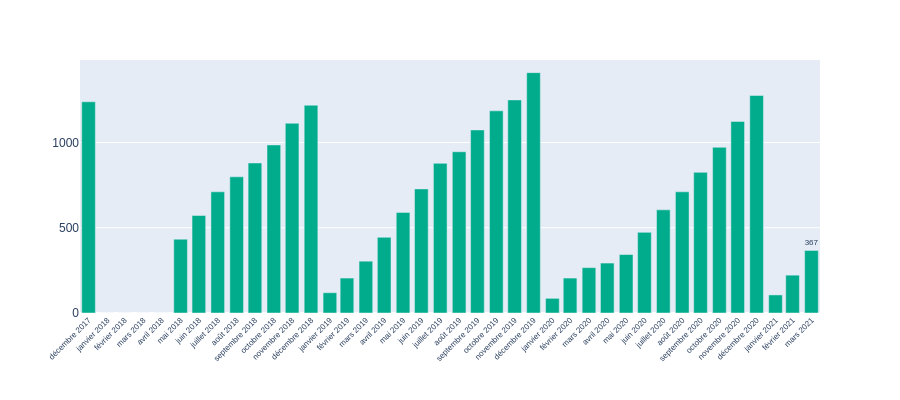 1000
500
0
367
décembre 2017
janvier 2018
février 2018
mars 2018
avril 2018
mai 2018
juin 2018
juillet 2018
août 2018
septembre 2018
octobre 2018
novembre 2018
décembre 2018
janvier 2019
février 2019
mars 2019
avril 2019
mai 2019
juin 2019
juillet 2019
août 2019
septembre 2019
octobre 2019
novembre 2019
décembre 2019
janvier 2020
février 2020
mars 2020
avril 2020
mai 2020
juin 2020
juillet 2020
août 2020
septembre 2020
octobre 2020
novembre 2020
décembre 2020
janvier 2021
février 2021
mars 2021